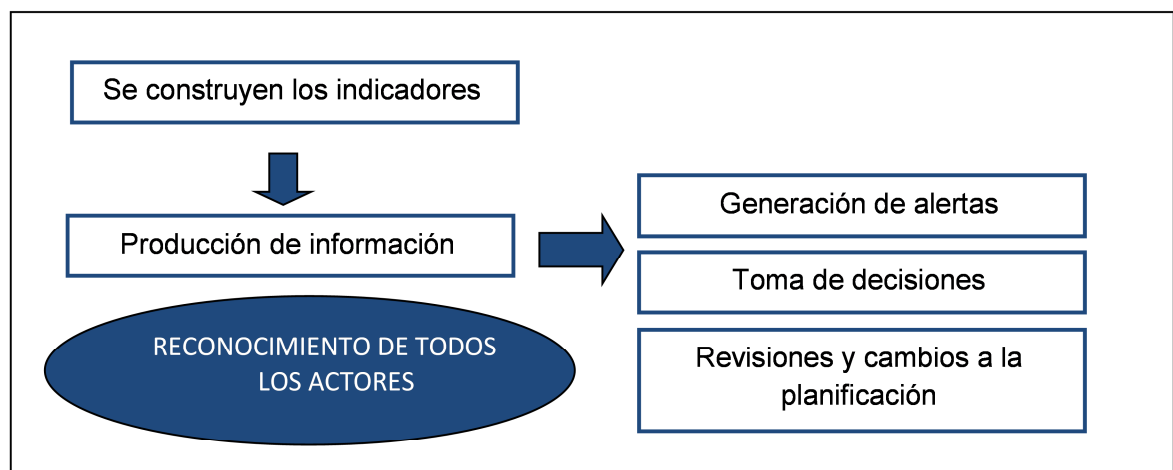 Se construyen los indicadores
Producción de información
RECONOCIMIENTO DE TODOS
LOS ACTORES
Generación de alertas
Toma de decisiones
Revisiones y cambios a la
planificación